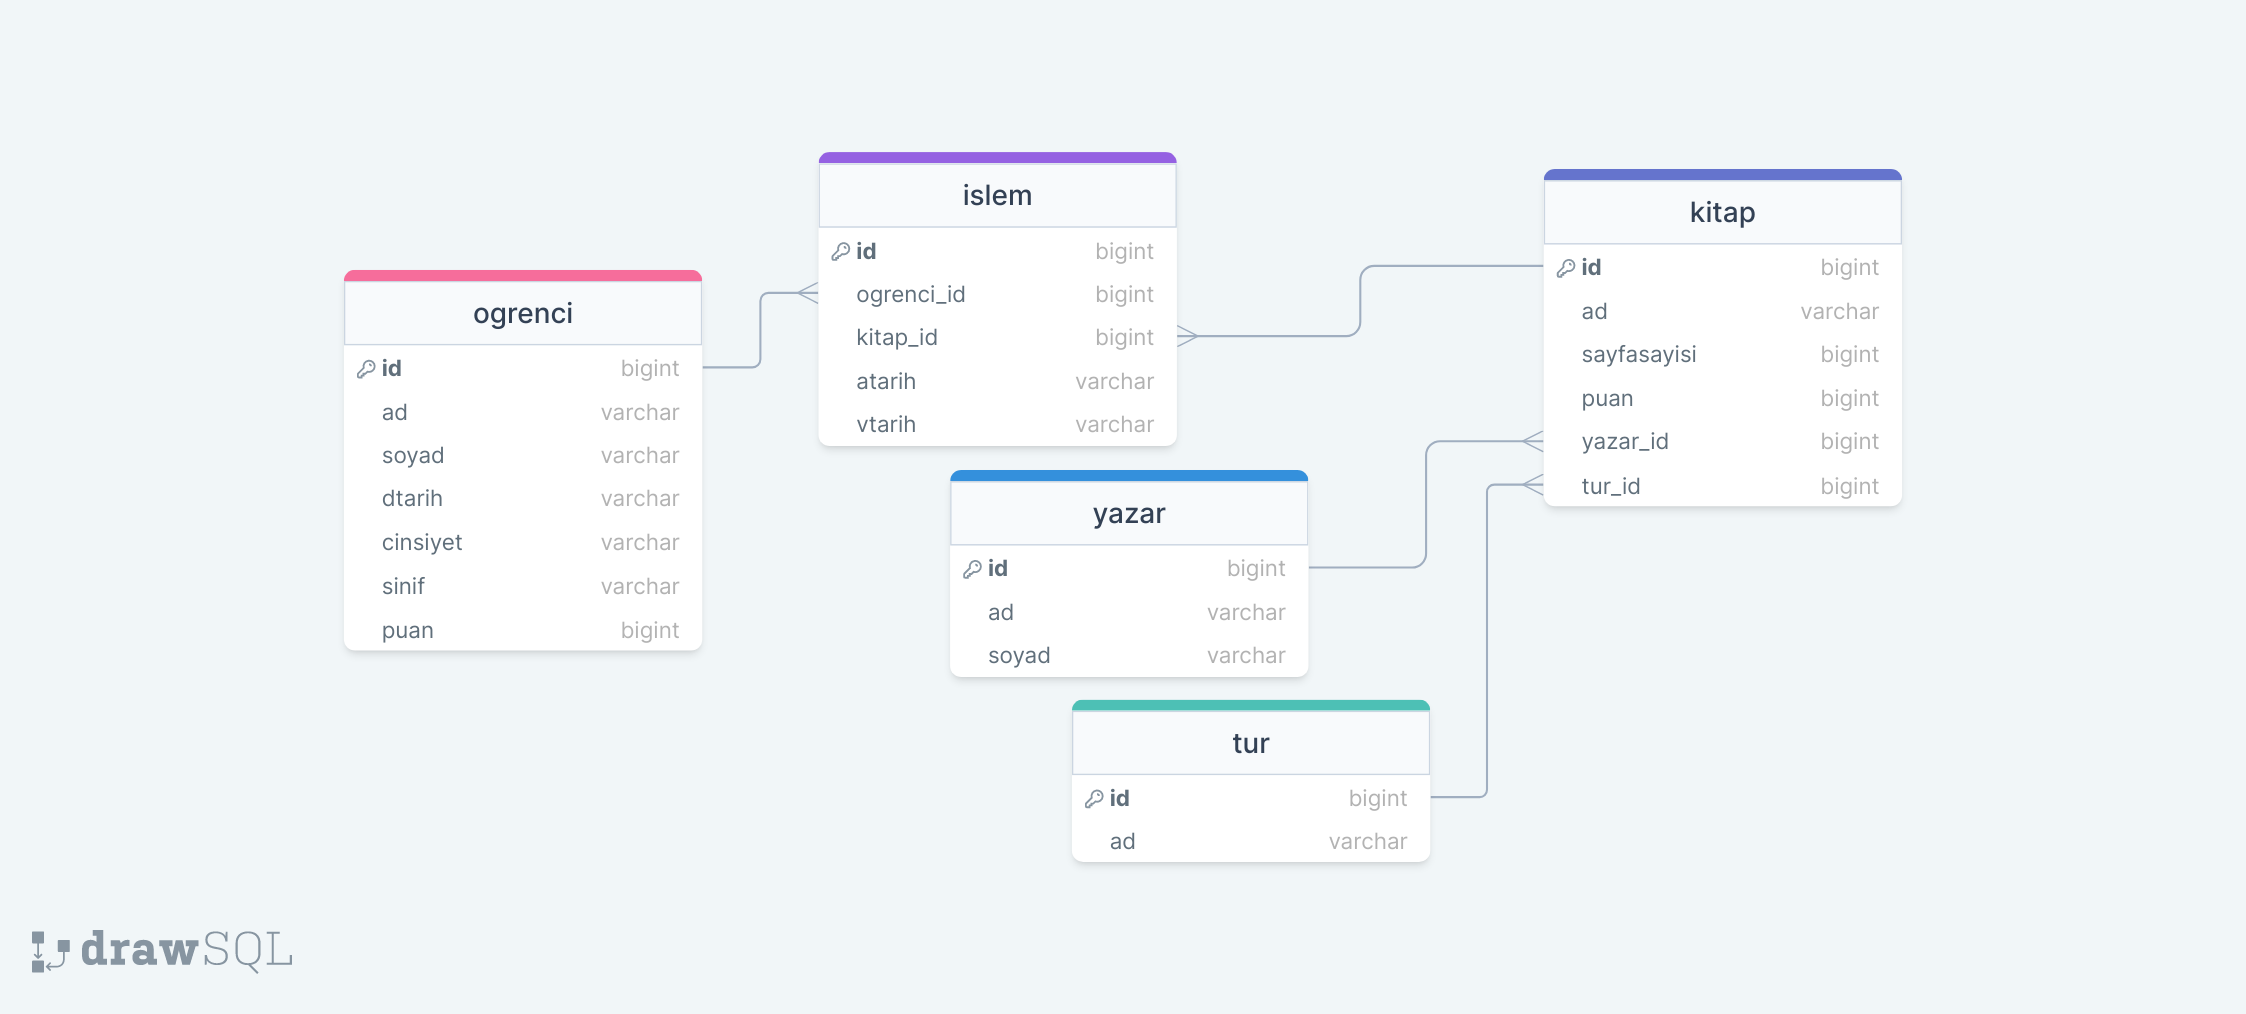 ogrenci
id bigint
ad varchar
soyad varchar
dtarih varchar
cinsiyet varchar
sinif varchar
puan bigint
islem
id bigint
ogrenci_id bigint
kitap_id bigint
atarih varchar
vtarih varchar
kitap
id bigint
ad varchar
sayfasayisi bigint
puan bigint
yazar_id bigint
tur_id bigint
yazar
id bigint
ad varchar
soyad varchar
tur
id bigint
ad varchar
drawSQL